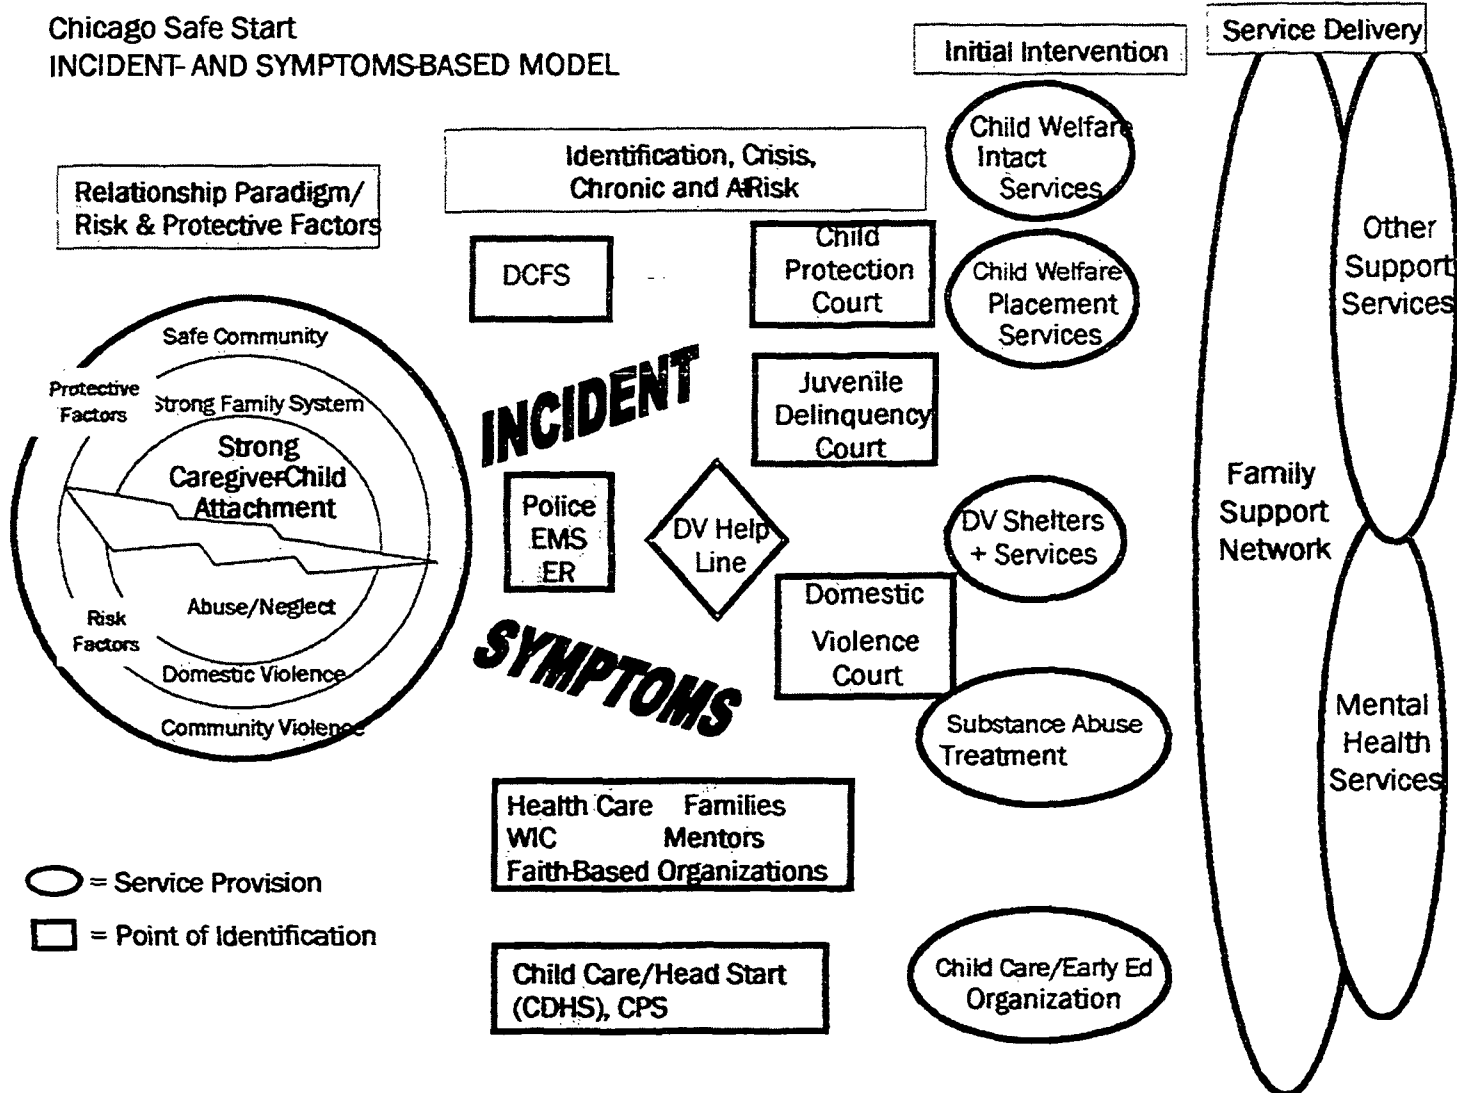 Chicago Safe Start
INCIDENT- AND SYMPTOMS-BASED MODEL
Initial Intervention
Service Delivery
Relationship Paradigm/
Risk & Protective Factors
Identification, Crisis,
Chronic and At-Risk
Safe Community
Protective
Factors
Strong Family System
Strong
Caregiver-Child
Attachment
Abuse/Neglect
Risk
Factors
Domestic Violence
Community Violence
DCFS
Child
Protection
Court
INCIDENT
Juvenile
Delinquency
Court
Police
EMS
ER
DV Help
Line
Domestic
Violence
Court
SYMPTOMS
Health Care Families
WIC Mentors
Faith-Based Organizations
Child Care/Head Start
(CDHS), CPS
Child Welfare
Intact
Services
Child Welfare
Placement
Services
DV Shelters
+ Services
Substance Abuse
Treatment
Child Care/Early Ed
Organization
Family
Support
Network
Other
Support
Services
Mental
Health
Services
= Service Provision
= Point of Identification